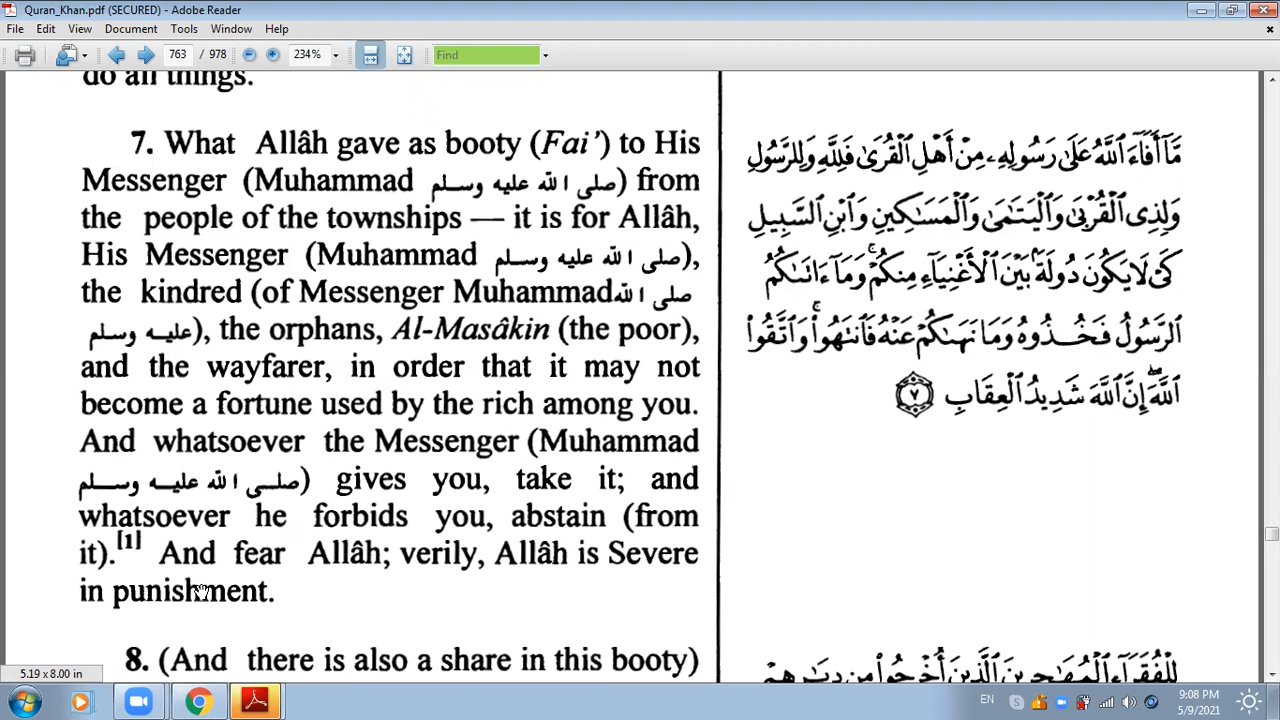 Quran_Khan.pdf (SECURED) - Adobe Reader
File Edit View Document Tools Window Help
763 / 978 234% Find
do all things.
7. What Allâh gave as booty (Fai’) to His
Messenger (Muhammad صلى الله عليه وسلم) from
the people of the townships — it is for Allâh,
His Messenger (Muhammad صلى الله عليه وسلم),
the kindred (of Messenger Muhammad صلى الله
عليه وسلم), the orphans, Al-Masâkin (the poor),
and the wayfarer, in order that it may not
become a fortune used by the rich among you.
And whatsoever the Messenger (Muhammad
صلى الله عليه وسلم) gives you, take it; and
whatsoever he forbids you, abstain (from
it).[1] And fear Allâh; verily, Allâh is Severe
in punishment.
8. (And there is also a share in this booty)
مَّآ أَفَآءَ ٱللَّهُ عَلَىٰ رَسُولِهِۦ مِنْ أَهْلِ ٱلْقُرَىٰ فَلِلَّهِ وَلِلرَّسُولِ
وَلِذِى ٱلْقُرْبَىٰ وَٱلْيَتَـٰمَىٰ وَٱلْمَسَـٰكِينِ وَٱبْنِ ٱلسَّبِيلِ
كَىْ لَا يَكُونَ دُولَةًۢ بَيْنَ ٱلْأَغْنِيَآءِ مِنكُمْ ۚ وَمَآ ءَاتَىٰكُمُ
ٱلرَّسُولُ فَخُذُوهُ وَمَا نَهَىٰكُمْ عَنْهُ فَٱنتَهُوا۟ ۚ وَٱتَّقُوا۟
ٱللَّهَ ۖ إِنَّ ٱللَّهَ شَدِيدُ ٱلْعِقَابِ ٧
لِلْفُقَرَآءِ ٱلْمُهَـٰجِرِينَ ٱلَّذِينَ أُخْرِجُوا۟ مِن دِيَـٰرِهِمْ
5.19 x 8.00 in
EN 9:08 PM
5/9/2021